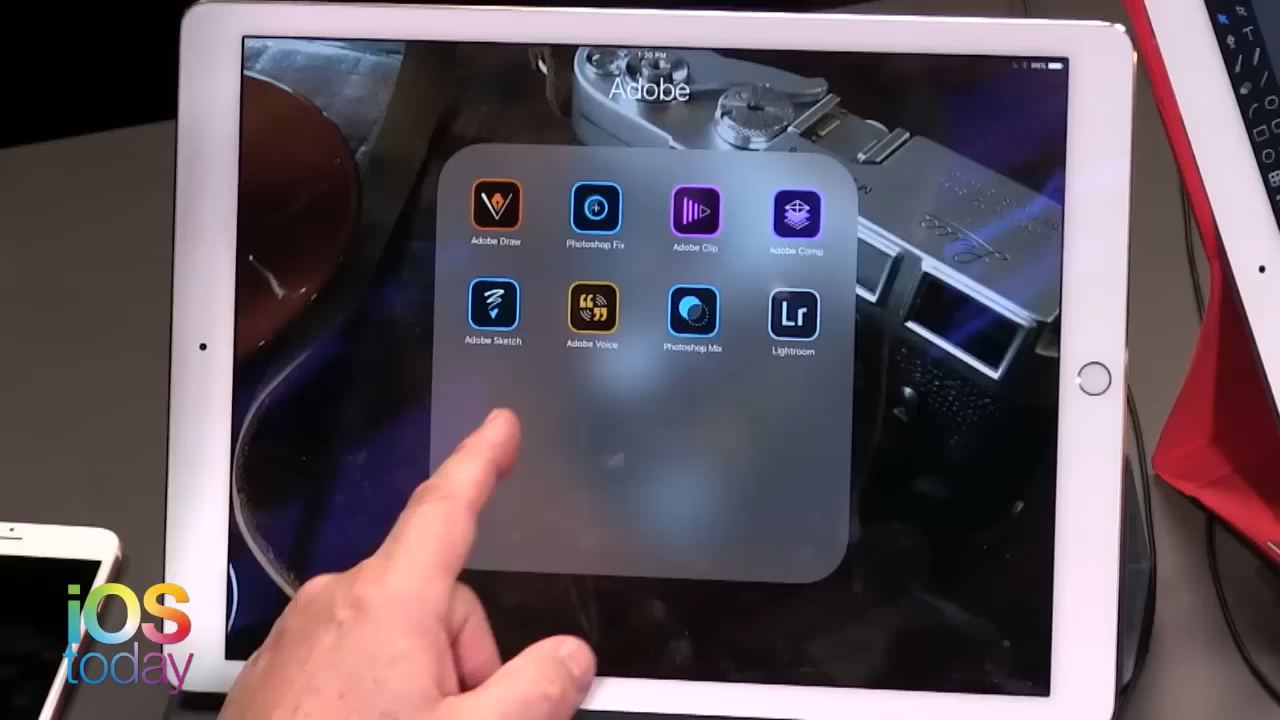 1:30 PM
Adobe
Adobe Draw
Photoshop Fix
Adobe Clip
Adobe Comp
Adobe Sketch
Adobe Voice
Photoshop Mix
Lr
Lightroom
iOS
today